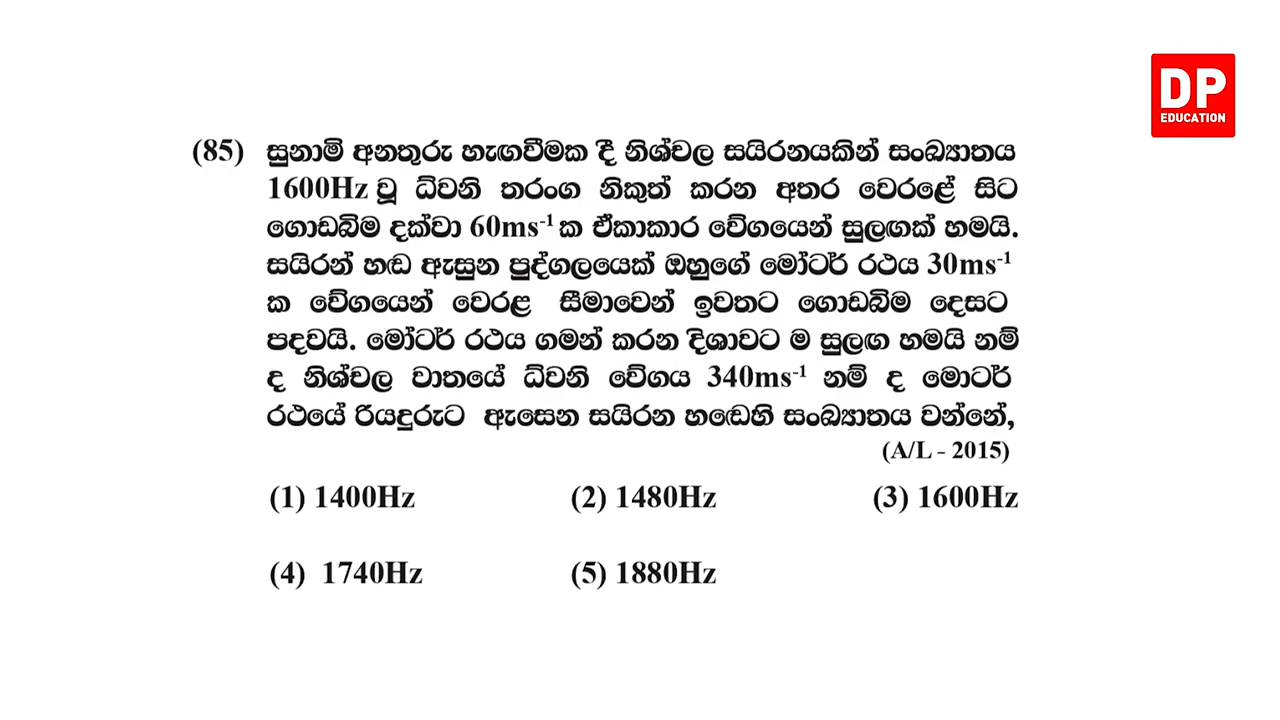 DP
EDUCATION
(85) සුනාමි අනතුරු හැඟවීමක දී නිශ්චල සයිරනයකින් සංඛ්‍යාතය
1600Hz වූ ධ්වනි තරංග නිකුත් කරන අතර වෙරළේ සිට
ගොඩබිම දක්වා 60ms⁻¹ ක ඒකාකාර වේගයෙන් සුලඟක් හමයි.
සයිරන් හඬ ඇසුන පුද්ගලයෙක් ඔහුගේ මෝටර් රථය 30ms⁻¹
ක වේගයෙන් වෙරළ සීමාවෙන් ඉවතට ගොඩබිම දෙසට
පදවයි. මෝටර් රථය ගමන් කරන දිශාවට ම සුලඟ හමයි නම්
ද නිශ්චල වාතයේ ධ්වනි වේගය 340ms⁻¹ නම් ද මොටර්
රථයේ රියදුරුට ඇසෙන සයිරන හඬෙහි සංඛ්‍යාතය වන්නේ,
(A/L - 2015)
(1) 1400Hz (2) 1480Hz (3) 1600Hz
(4) 1740Hz (5) 1880Hz